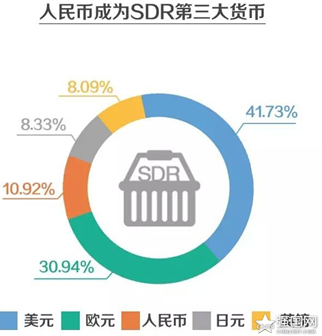 人民币成为SDR第三大货币
8.09%
41.73%
8.33%
SDR
10.92%
30.94%
美元 欧元 人民币 日元 英镑